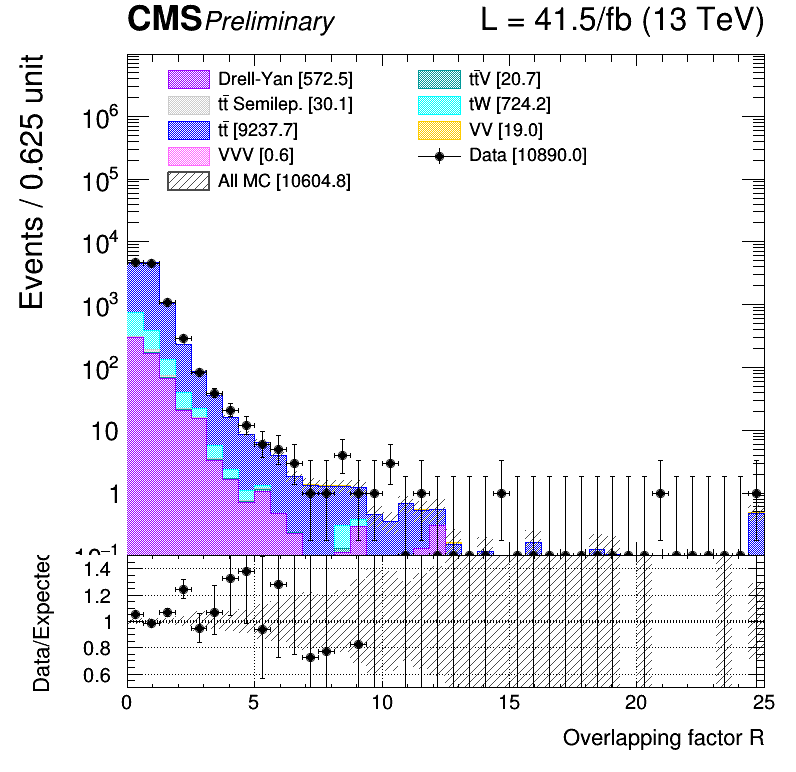 CMS Preliminary L = 41.5/fb (13 TeV)
Events / 0.625 unit
Drell-Yan [572.5]
tt̄ Semilep. [30.1]
tt̄ [9237.7]
VVV [0.6]
All MC [10604.8]
tt̄V [20.7]
tW [724.2]
VV [19.0]
Data [10890.0]
10⁶
10⁵
10⁴
10³
10²
10
1
10⁻¹
Data/Expected
1.4
1.2
1
0.8
0.6
0 5 10 15 20 25
Overlapping factor R